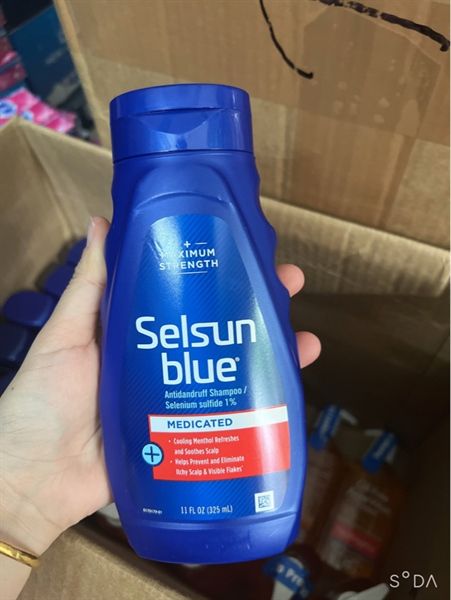 +
MAXIMUM
STRENGTH
Selsun
blue®
Antidandruff Shampoo /
Selenium sulfide 1%
MEDICATED
• Cooling Menthol Refreshes
and Soothes Scalp
• Helps Prevent and Eliminate
Itchy Scalp & Visible Flakes*
11 FL OZ (325 mL)
SODA